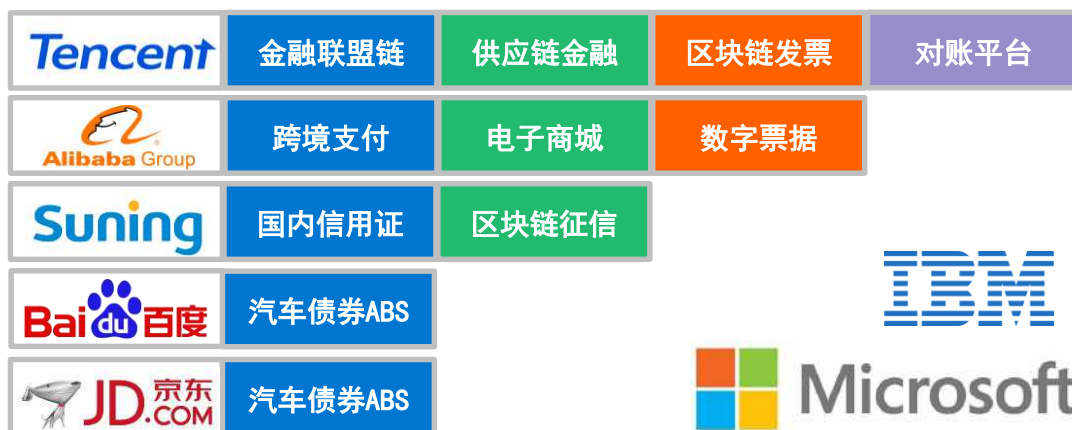 Tencent 金融联盟链 供应链金融 区块链发票 对账平台
Alibaba Group 跨境支付 电子商城 数字票据
Suning 国内信用证 区块链征信
IBM
Bai du 百度 汽车债券ABS
Microsoft
JD.COM 京东 汽车债券ABS